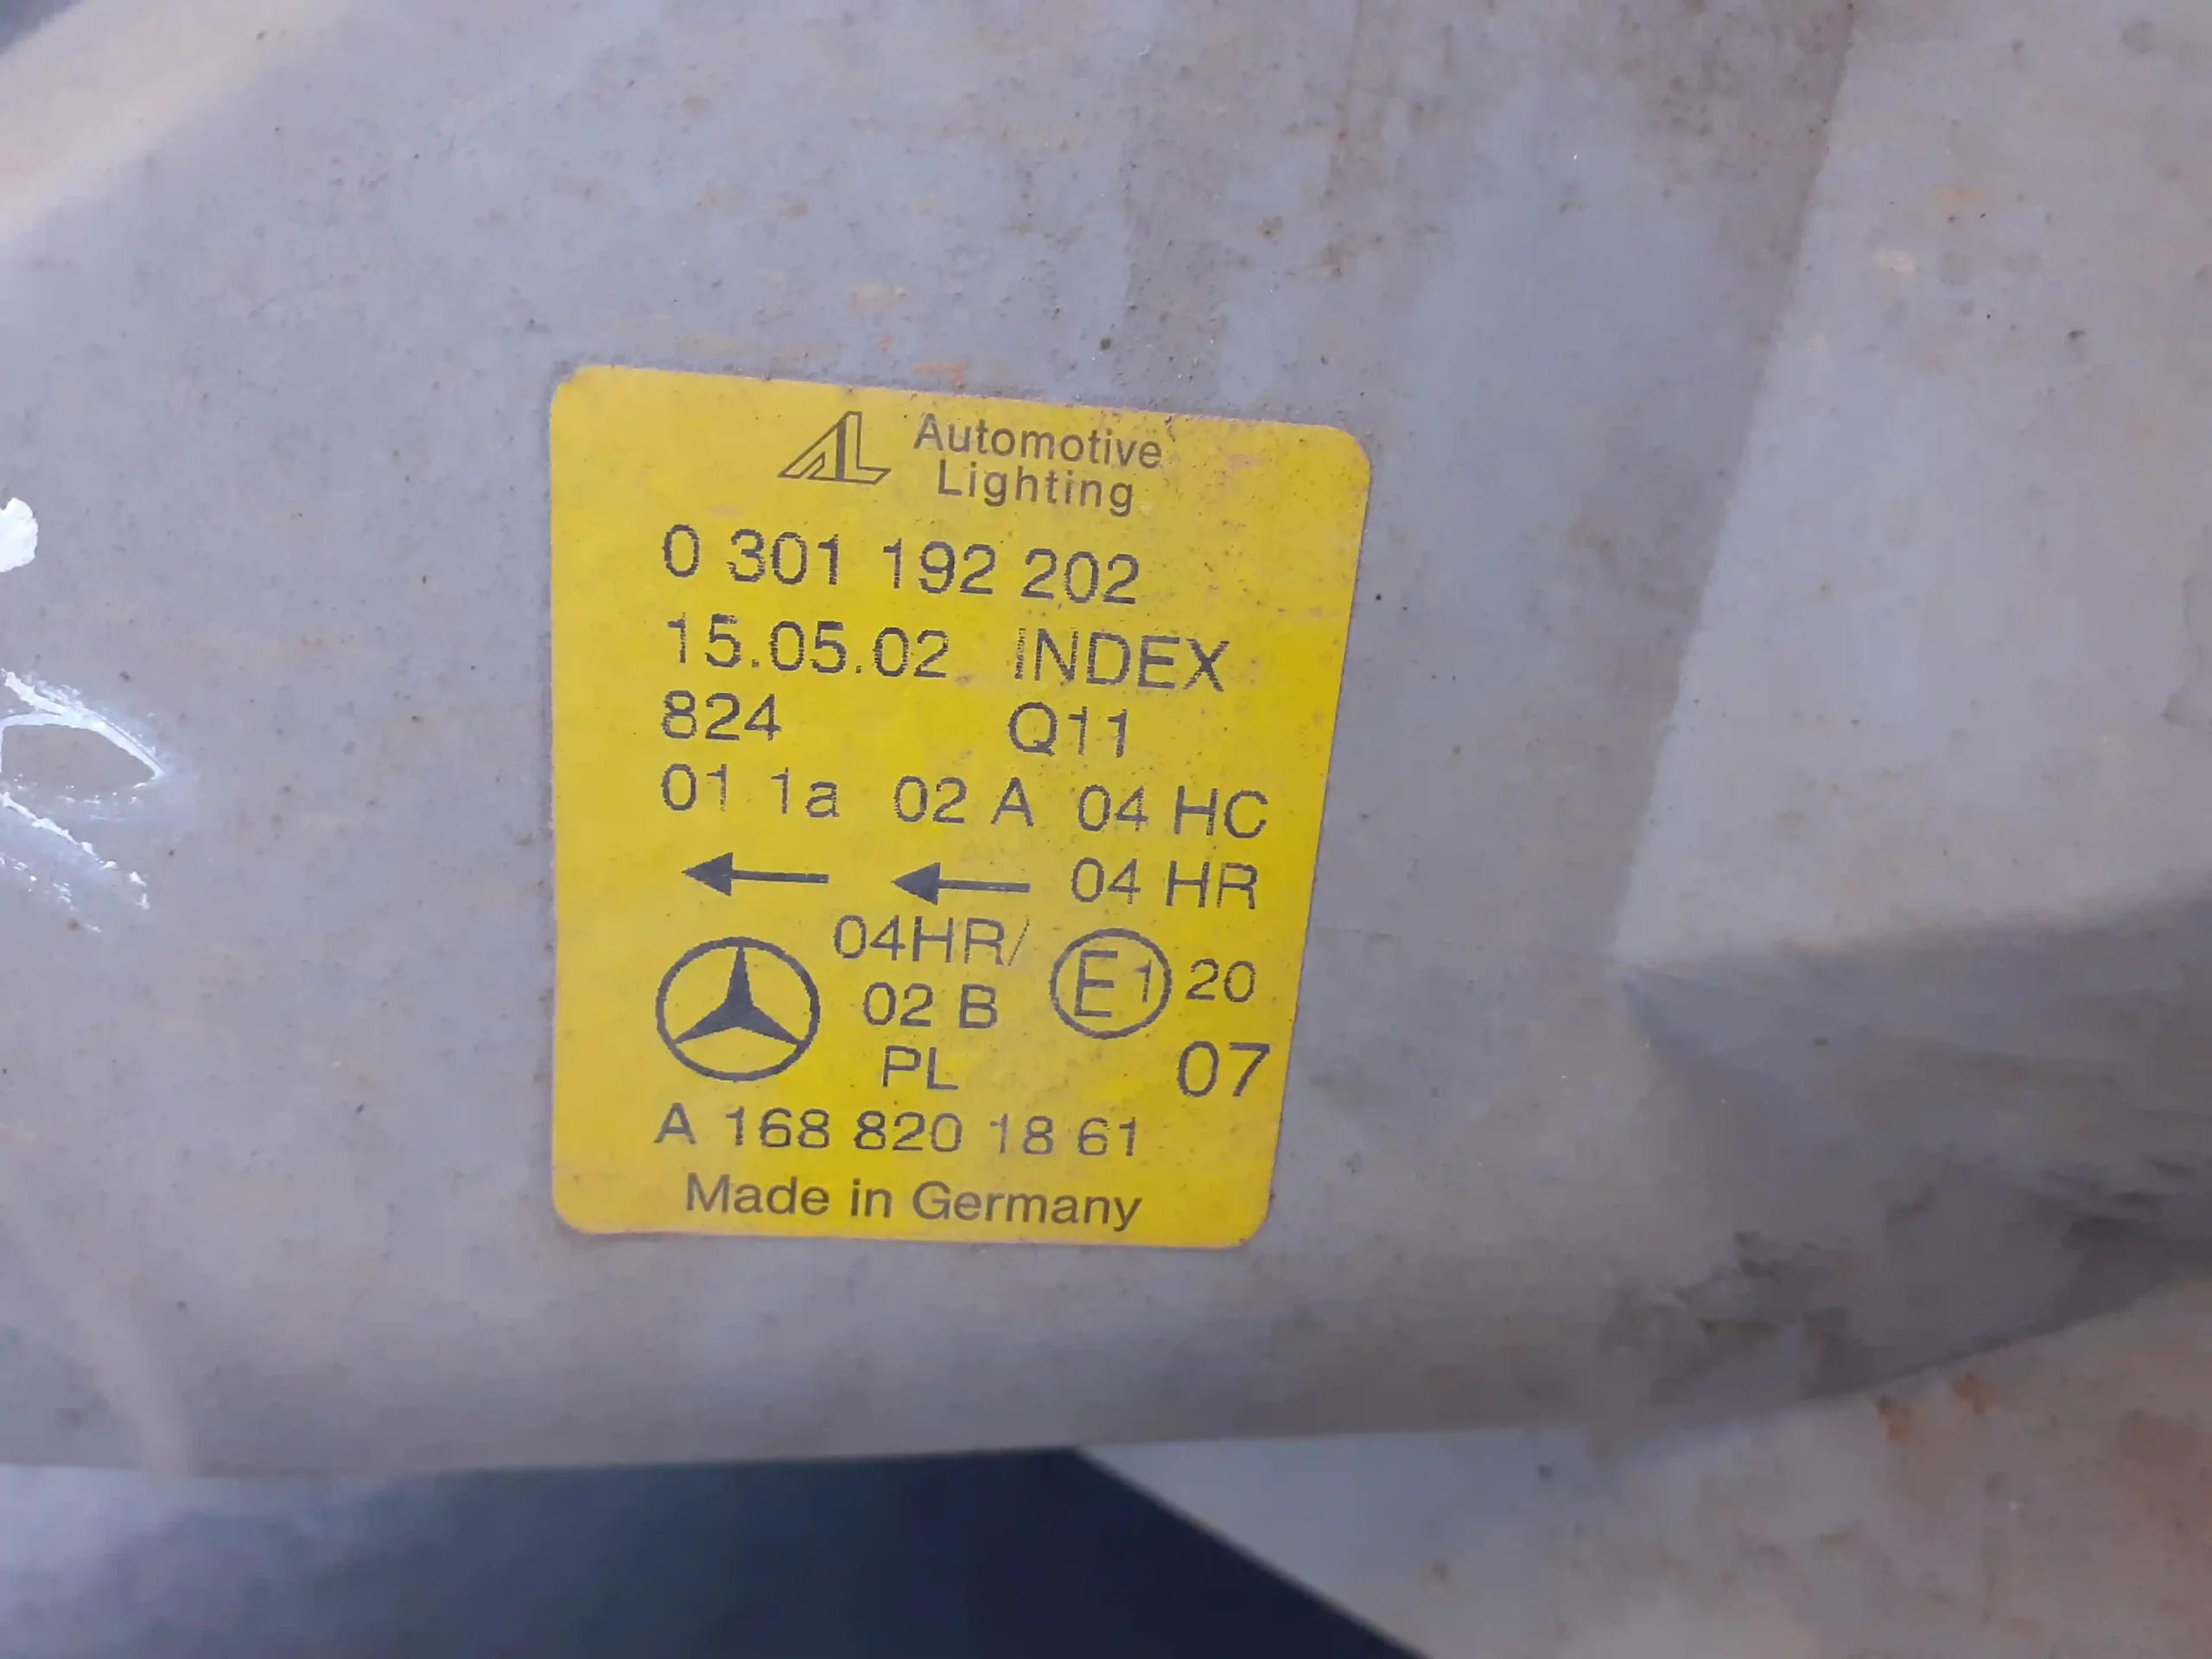 AL Automotive
Lighting
0 301 192 202
15.05.02 INDEX
824 Q11
01 1a 02 A 04 HC
← ← 04 HR
04HR/ E1 20
02 B
PL 07
A 168 820 18 61
Made in Germany